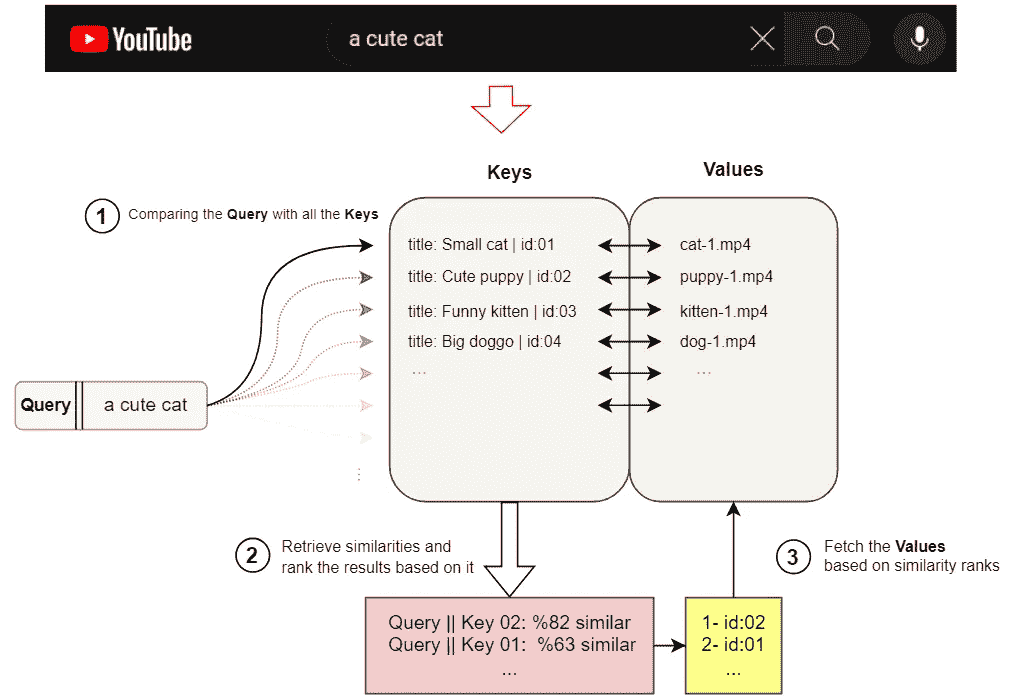 YouTube a cute cat
Keys Values
1 Comparing the Query with all the Keys
title: Small cat | id:01 cat-1.mp4
title: Cute puppy | id:02 puppy-1.mp4
title: Funny kitten | id:03 kitten-1.mp4
title: Big doggo | id:04 dog-1.mp4
... ...
Query a cute cat
...
2 Retrieve similarities and
rank the results based on it
3 Fetch the Values
based on similarity ranks
Query || Key 02: %82 similar
Query || Key 01: %63 similar
...
1- id:02
2- id:01
...